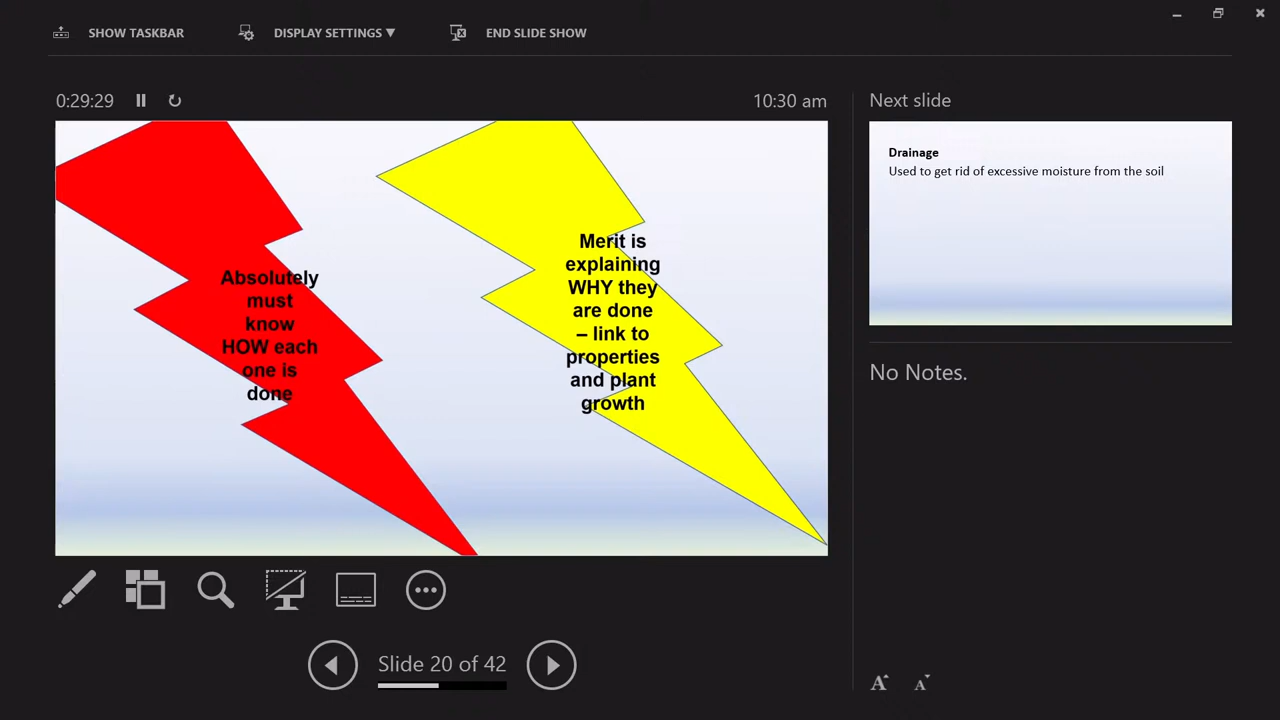 SHOW TASKBAR
DISPLAY SETTINGS ▼
END SLIDE SHOW
0:29:29
10:30 am
Absolutely
must
know
HOW each
one is
done
Merit is
explaining
WHY they
are done
– link to
properties
and plant
growth
Slide 20 of 42
Next slide
Drainage
Used to get rid of excessive moisture from the soil
No Notes.
A
A